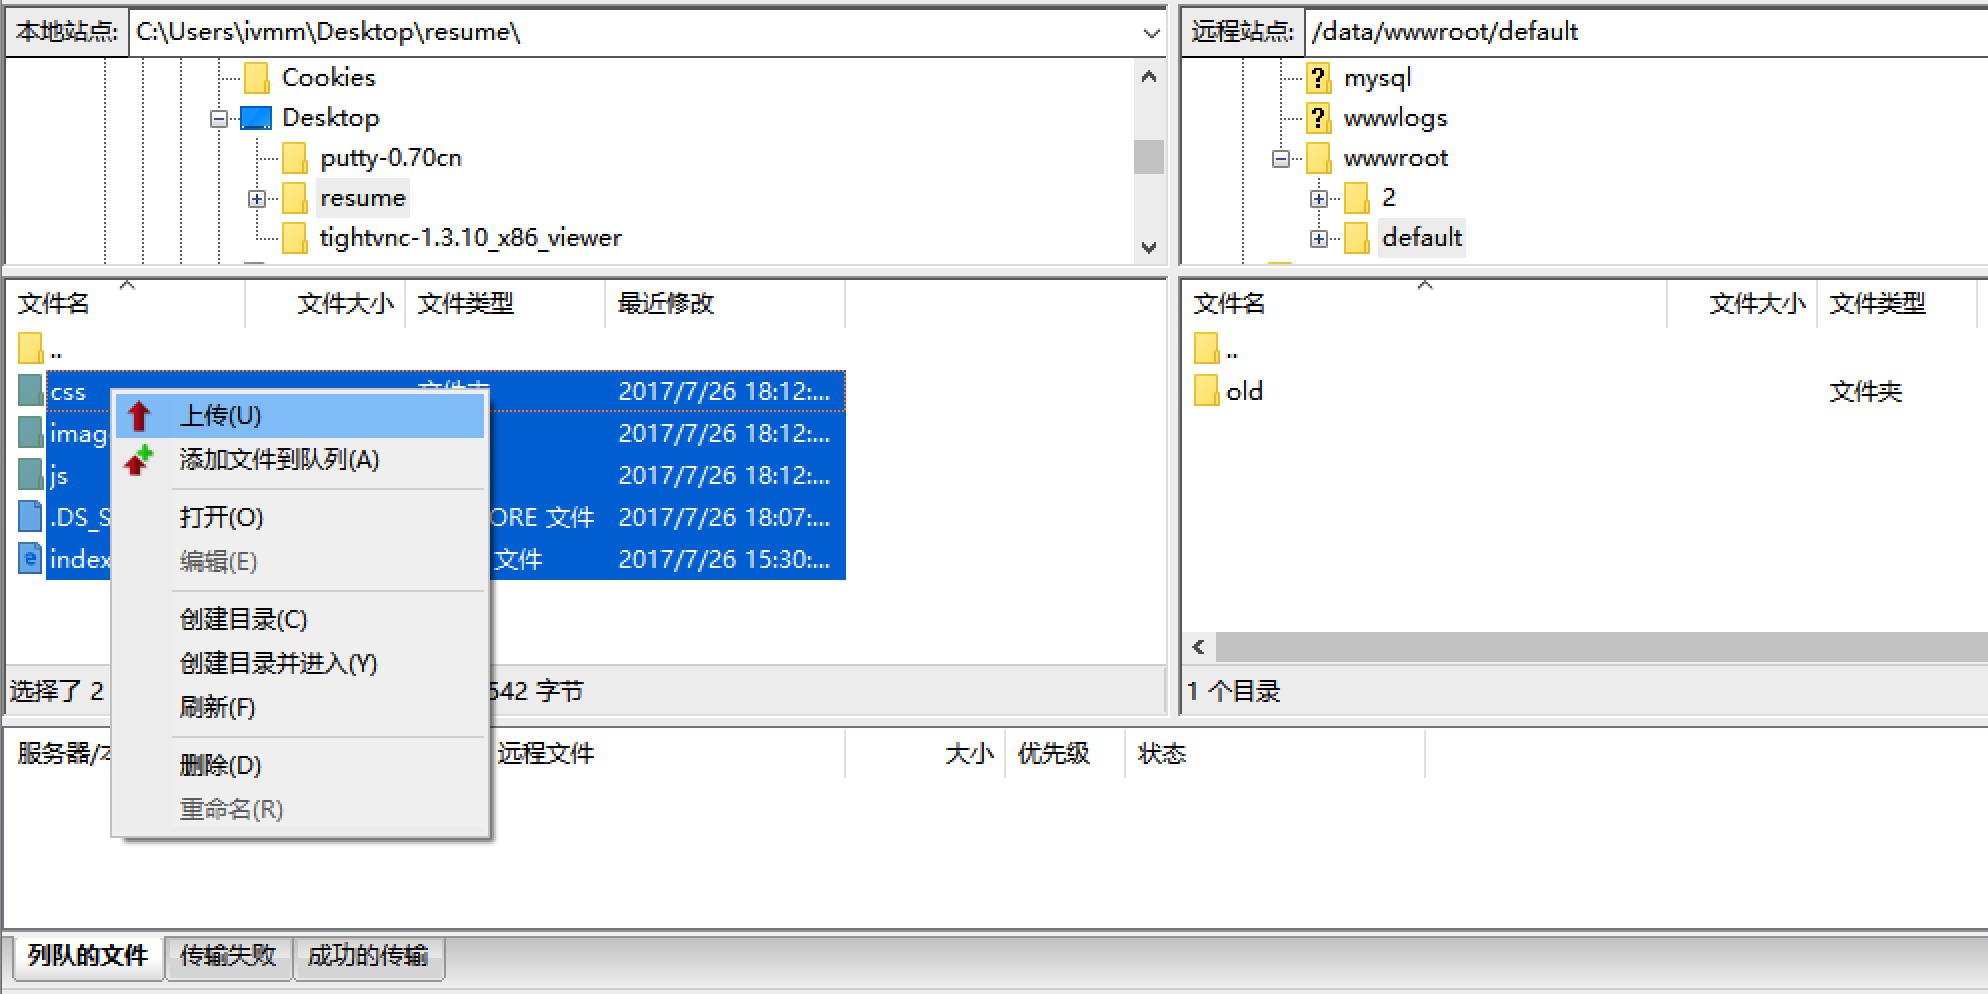 本地站点: C:\Users\ivmm\Desktop\resume\
Cookies
Desktop
putty-0.70cn
resume
tightvnc-1.3.10_x86_viewer
远程站点: /data/wwwroot/default
mysql
wwwlogs
wwwroot
2
default
文件名 文件大小 文件类型 最近修改
..
css 2017/7/26 18:12:...
imag 2017/7/26 18:12:...
js 2017/7/26 18:12:...
.DS_S ORE 文件 2017/7/26 18:07:...
index 文件 2017/7/26 15:30:...
选择了 2 642 字节
上传(U)
添加文件到队列(A)
打开(O)
编辑(E)
创建目录(C)
创建目录并进入(Y)
刷新(F)
删除(D)
重命名(R)
文件名 文件大小 文件类型
..
old 文件夹
1 个目录
服务器/ 远程文件 大小 优先级 状态
列队的文件 传输失败 成功的传输